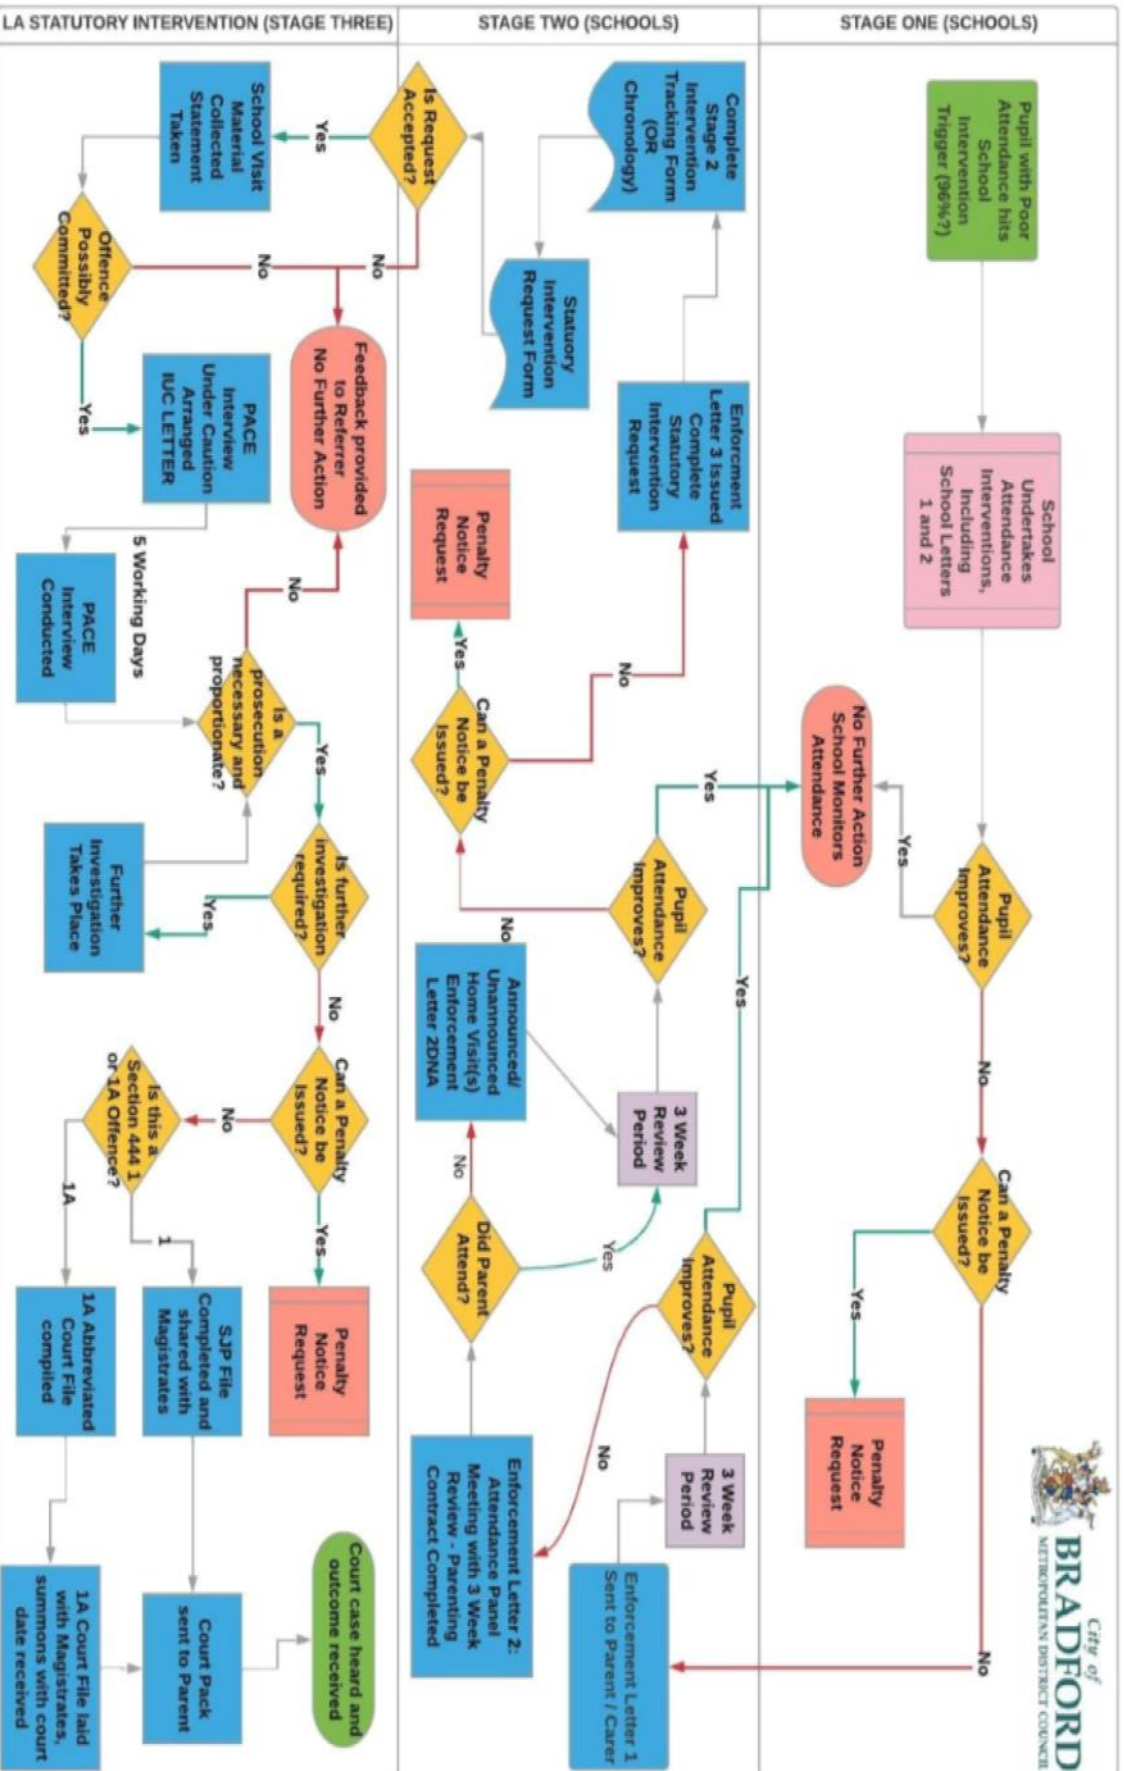 City of
BRADFORD
METROPOLITAN DISTRICT COUNCIL
STAGE ONE (SCHOOLS)
Pupil with Poor
Attendance hits
School
Intervention
Trigger (96%?)
School
Undertakes
Attendance
Interventions,
Including
School Letters
1 and 2
Pupil
Attendance
Improves?
Yes
No Further Action
School Monitors
Attendance
No
Can a Penalty
Notice be
Issued?
Yes
Penalty
Notice
Request
No
STAGE TWO (SCHOOLS)
Enforcement Letter 1
Sent to Parent / Carer
3 Week
Review
Period
Pupil
Attendance
Improves?
Yes
No
Enforcement Letter 2:
Attendance Panel
Meeting with 3 Week
Review - Parenting
Contract Completed
Did Parent
Attend?
Yes
No
Announced/
Unannounced
Home Visit(s)
Enforcement
Letter 2DNA
3 Week
Review
Period
Pupil
Attendance
Improves?
Yes
No
Can a Penalty
Notice be
Issued?
Yes
Penalty
Notice
Request
No
Enforcment
Letter 3 Issued
Complete
Statutory
Intervention
Request
Complete
Stage 2
Intervention
Tracking Form
(OR
Chronology)
Statuory
Intervention
Request Form
LA STATUTORY INTERVENTION (STAGE THREE)
Is Request
Accepted?
Yes
No
School Visit
Material
Collected
Statement
Taken
Offence
Possibly
Committed?
No
Feedback provided
to Referrer
No Further Action
Yes
PACE
Interview
Under Caution
Arranged
IUC LETTER
5 Working Days
PACE
Interview
Conducted
Is a
prosecution
necessary and
proportionate?
No
Yes
Is further
investigation
required?
Yes
Further
Investigation
Takes Place
No
Can a Penalty
Notice be
Issued?
Yes
Penalty
Notice
Request
No
Is this a
Section 444 1
or 1A Offence?
1
SJP File
Completed and
shared with
Magistrates
1A
1A Abbreviated
Court File
compiled
1A Court File laid
with Magistrates,
summons with court
date received
Court Pack
sent to Parent
Court case heard and
outcome received